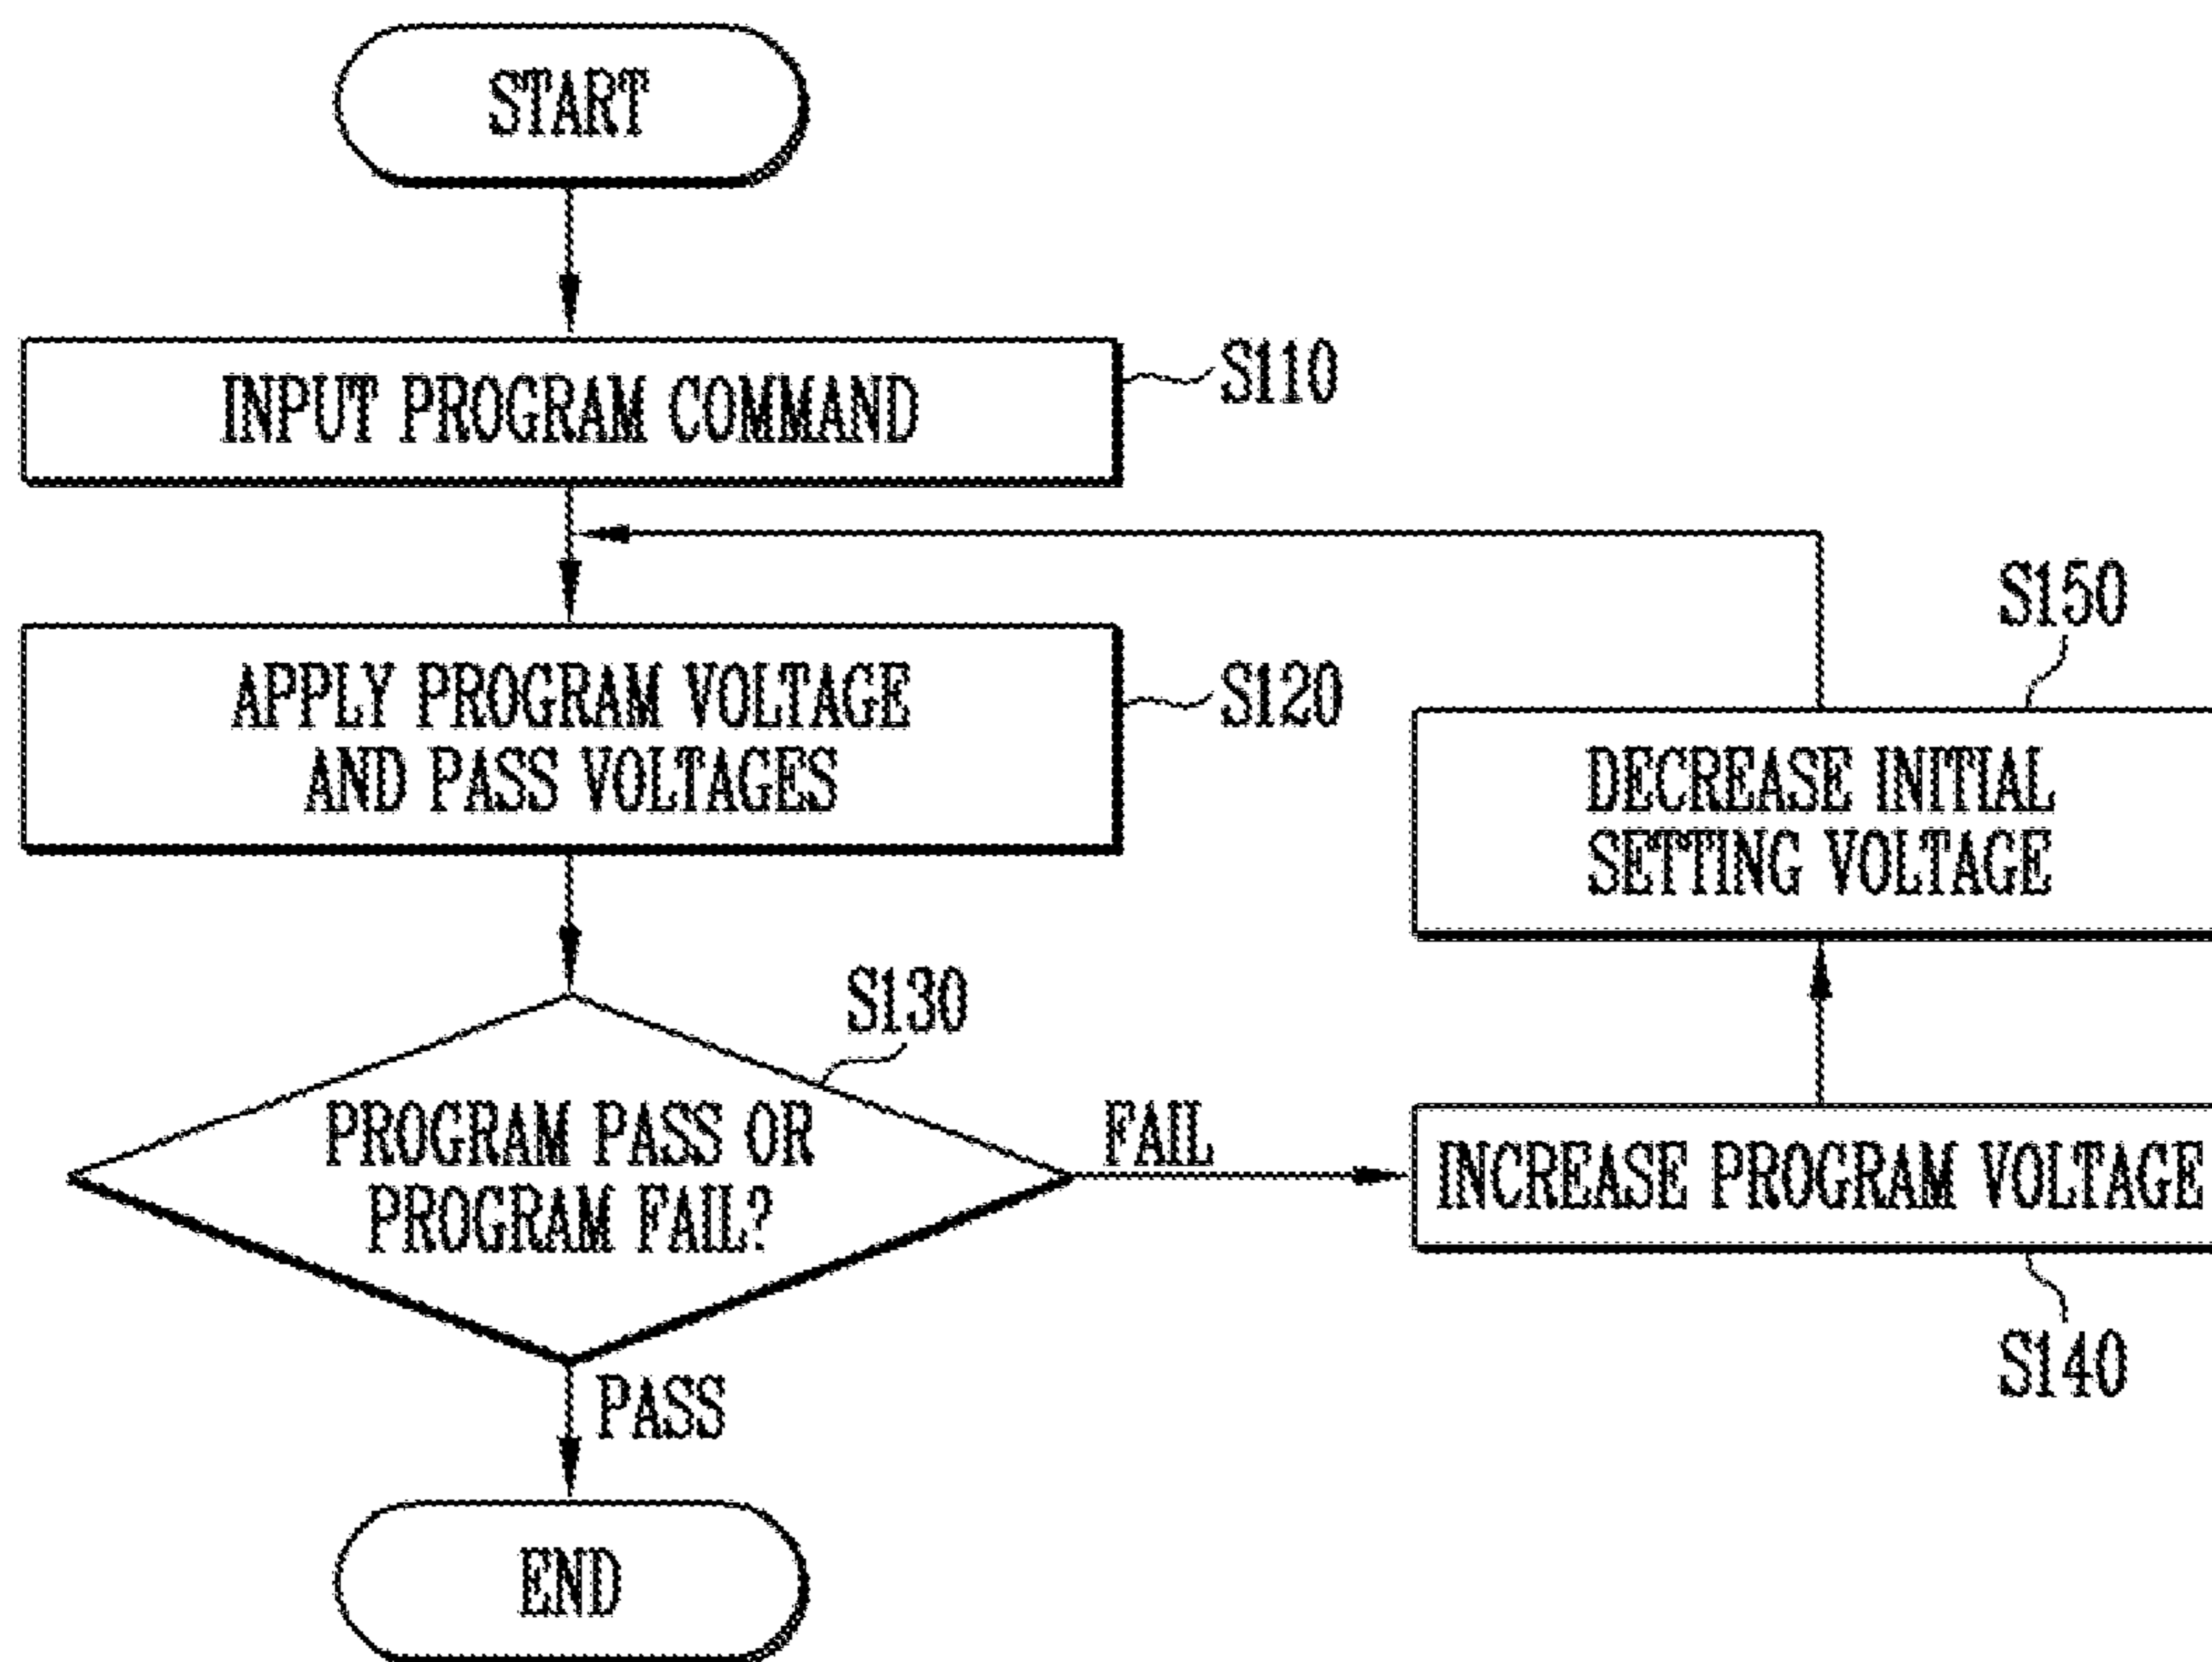 START
INPUT PROGRAM COMMAND
S110
APPLY PROGRAM VOLTAGE
AND PASS VOLTAGES
S120
S150
DECREASE INITIAL
SETTING VOLTAGE
S130
PROGRAM PASS OR
PROGRAM FAIL?
FAIL
INCREASE PROGRAM VOLTAGE
S140
PASS
END